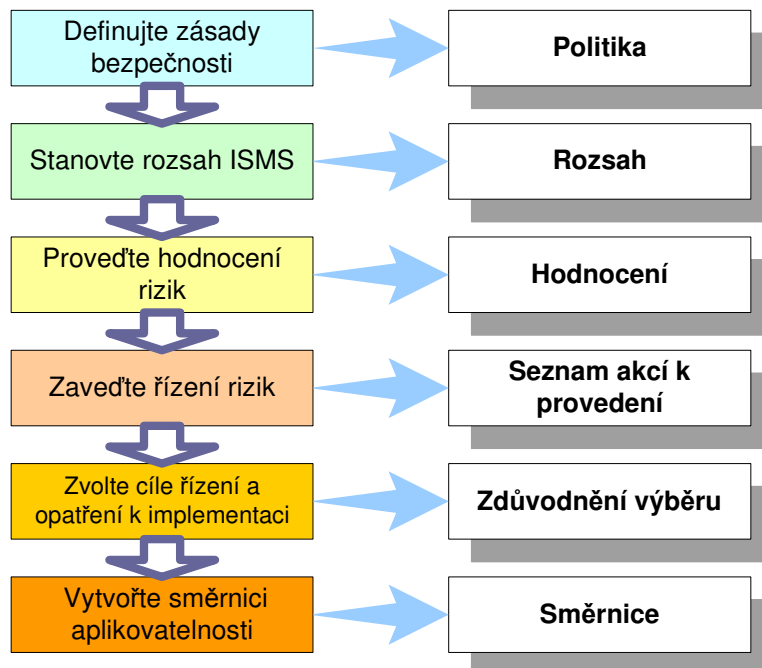 Definujte zásady
bezpečnosti
Politika
Stanovte rozsah ISMS
Rozsah
Proveďte hodnocení
rizik
Hodnocení
Zaveďte řízení rizik
Seznam akcí k
provedení
Zvolte cíle řízení a
opatření k implementaci
Zdůvodnění výběru
Vytvořte směrnici
aplikovatelnosti
Směrnice